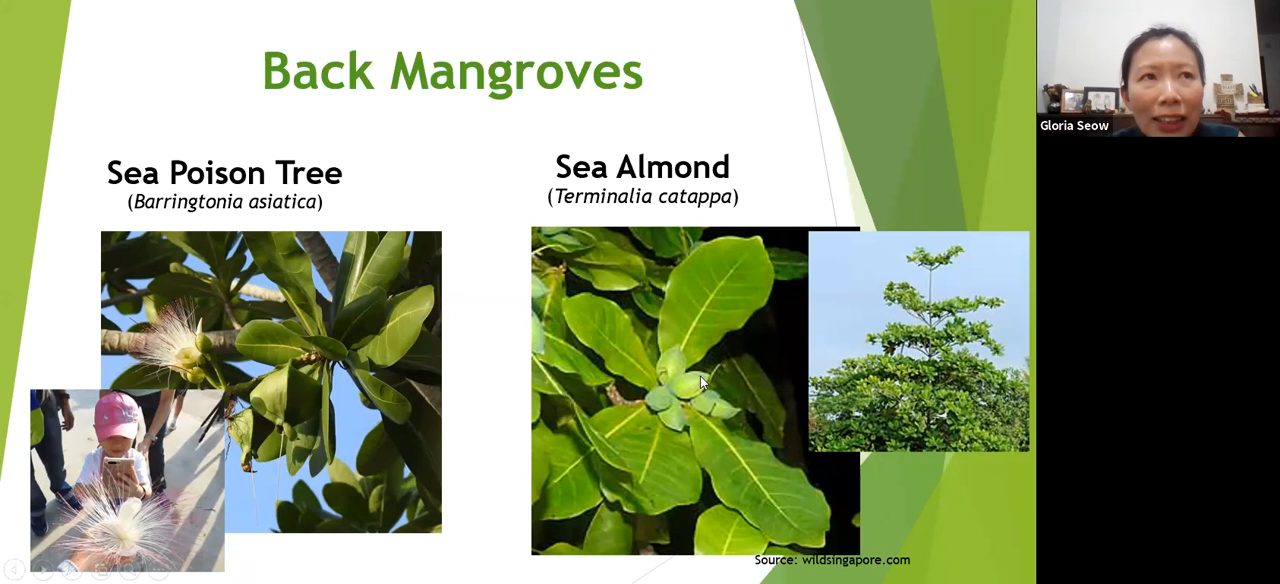 Back Mangroves
Sea Poison Tree
(Barringtonia asiatica)
Sea Almond
(Terminalia catappa)
Source: wildsingapore.com
Gloria Seow